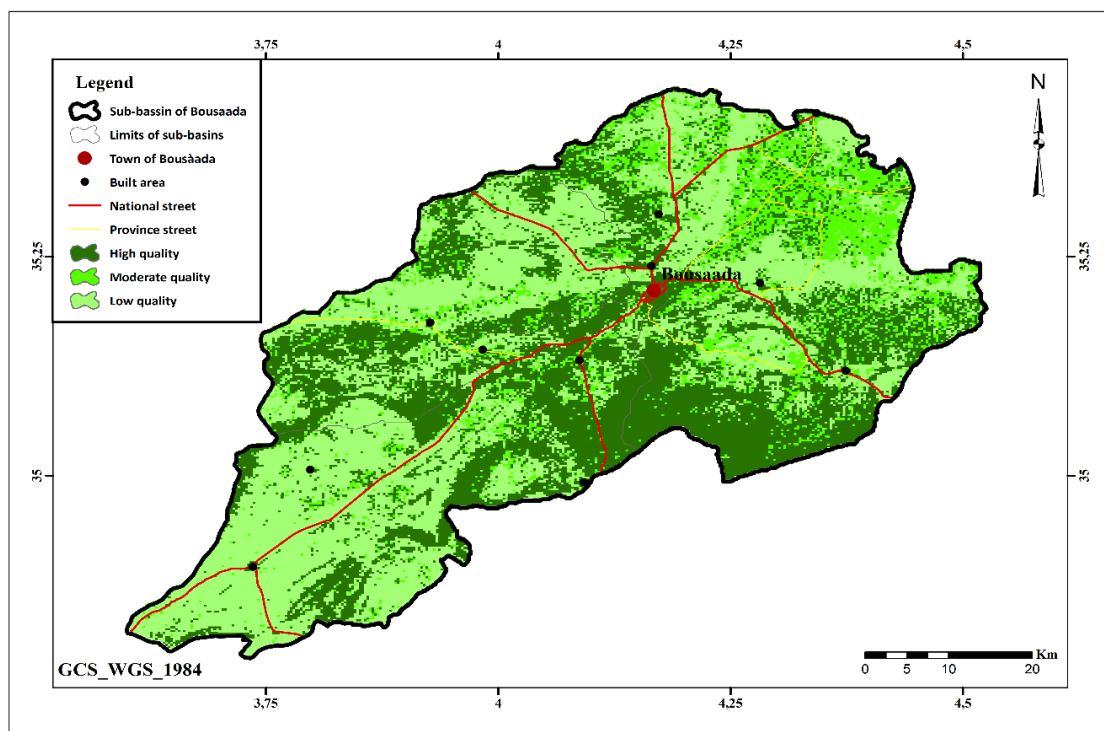 3,75 4 4,25 4,5
Legend
Sub-bassin of Bousaada
Limits of sub-basins
Town of Bousàada
Built area
National street
Province street
High quality
Moderate quality
Low quality
N
35,25 35,25
Bousaada
35 35
GCS_WGS_1984
Km
0 5 10 20
3,75 4 4,25 4,5